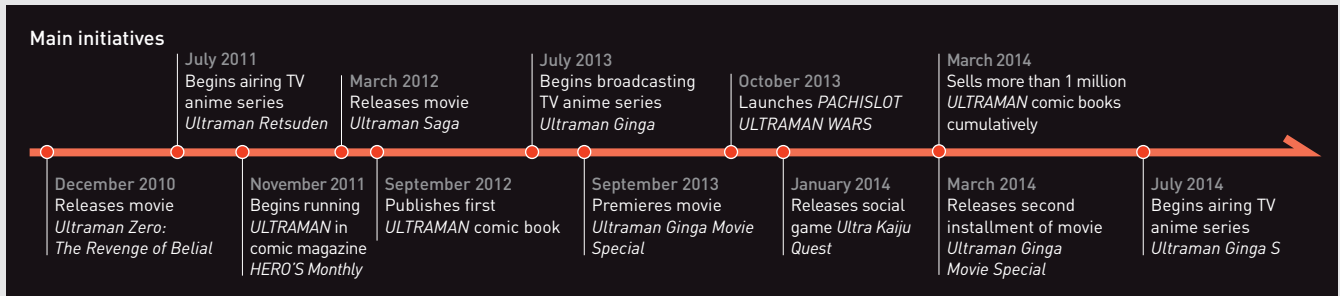 Main initiatives
July 2011
Begins airing TV
anime series
Ultraman Retsuden
March 2012
Releases movie
Ultraman Saga
July 2013
Begins broadcasting
TV anime series
Ultraman Ginga
October 2013
Launches PACHISLOT
ULTRAMAN WARS
March 2014
Sells more than 1 million
ULTRAMAN comic books
cumulatively
December 2010
Releases movie
Ultraman Zero:
The Revenge of Belial
November 2011
Begins running
ULTRAMAN in
comic magazine
HERO'S Monthly
September 2012
Publishes first
ULTRAMAN comic book
September 2013
Premieres movie
Ultraman Ginga Movie
Special
January 2014
Releases social
game Ultra Kaiju
Quest
March 2014
Releases second
installment of movie
Ultraman Ginga
Movie Special
July 2014
Begins airing TV
anime series
Ultraman Ginga S